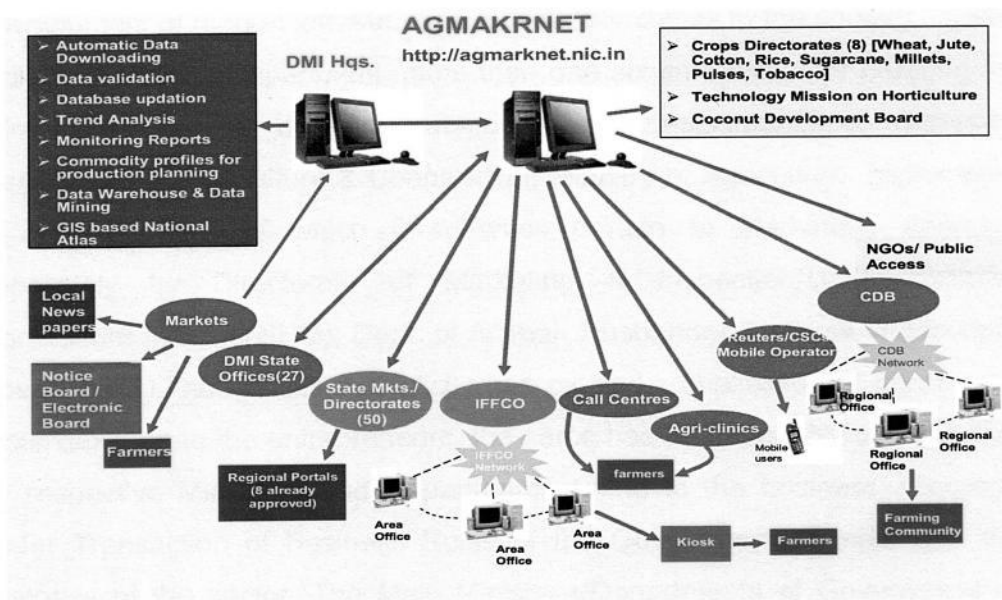 AGMAKRNET
http://agmarknet.nic.in
DMI Hqs.
➢ Automatic Data
Downloading
➢ Data validation
➢ Database updation
➢ Trend Analysis
➢ Monitoring Reports
➢ Commodity profiles for
production planning
➢ Data Warehouse & Data
Mining
➢ GIS based National
Atlas
➢ Crops Directorates (8) [Wheat, Jute,
Cotton, Rice, Sugarcane, Millets,
Pulses, Tobacco]
➢ Technology Mission on Horticulture
➢ Coconut Development Board
NGOs/ Public
Access
CDB
Local
News
papers
Markets
Notice
Board /
Electronic
Board
Farmers
DMI State
Offices(27)
State Mkts./
Directorates
(50)
Regional Portals
(8 already
approved)
IFFCO
IFFCO
Network
Area
Office
Area
Office
Area
Office
Call Centres
Agri-clinics
farmers
Kiosk
Farmers
Reuters/CSCs
Mobile Operator
Mobile
users
CDB
Network
Regional
Office
Regional
Office
Regional
Office
Farming
Community